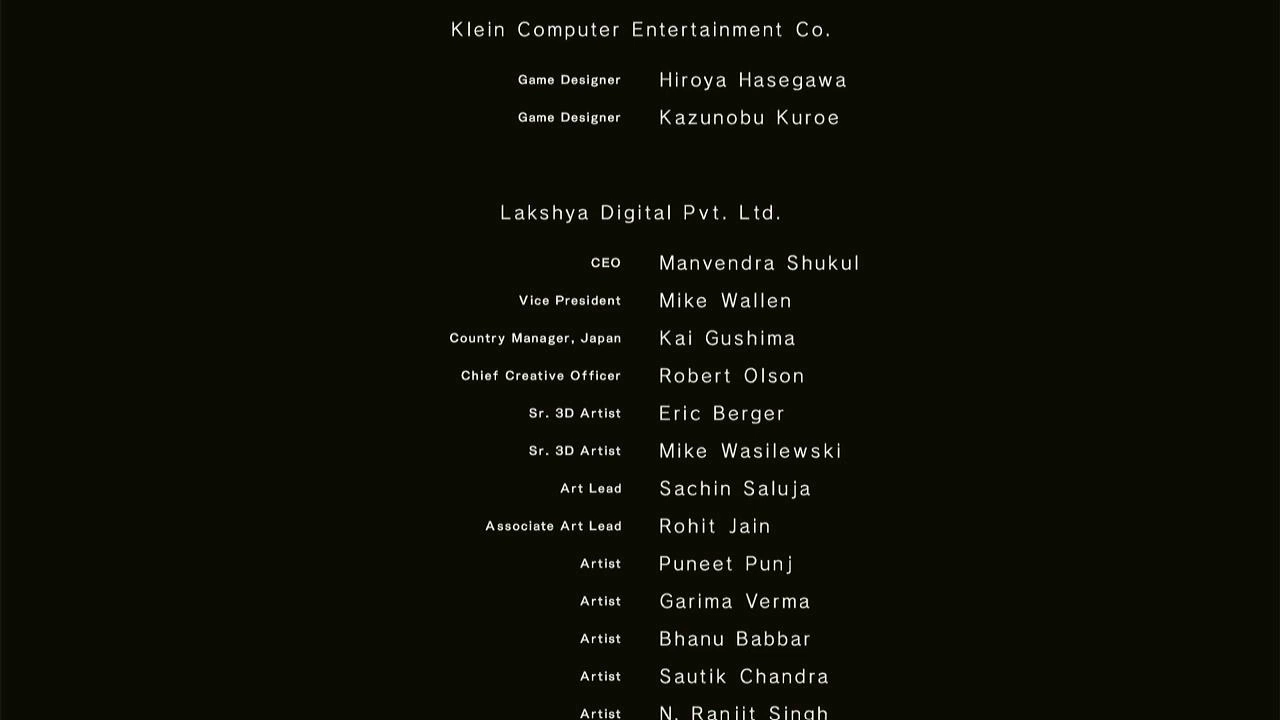 Klein Computer Entertainment Co.
Game Designer Hiroya Hasegawa
Game Designer Kazunobu Kuroe
Lakshya Digital Pvt. Ltd.
CEO Manvendra Shukul
Vice President Mike Wallen
Country Manager, Japan Kai Gushima
Chief Creative Officer Robert Olson
Sr. 3D Artist Eric Berger
Sr. 3D Artist Mike Wasilewski
Art Lead Sachin Saluja
Associate Art Lead Rohit Jain
Artist Puneet Punj
Artist Garima Verma
Artist Bhanu Babbar
Artist Sautik Chandra
Artist N. Ranjit Singh